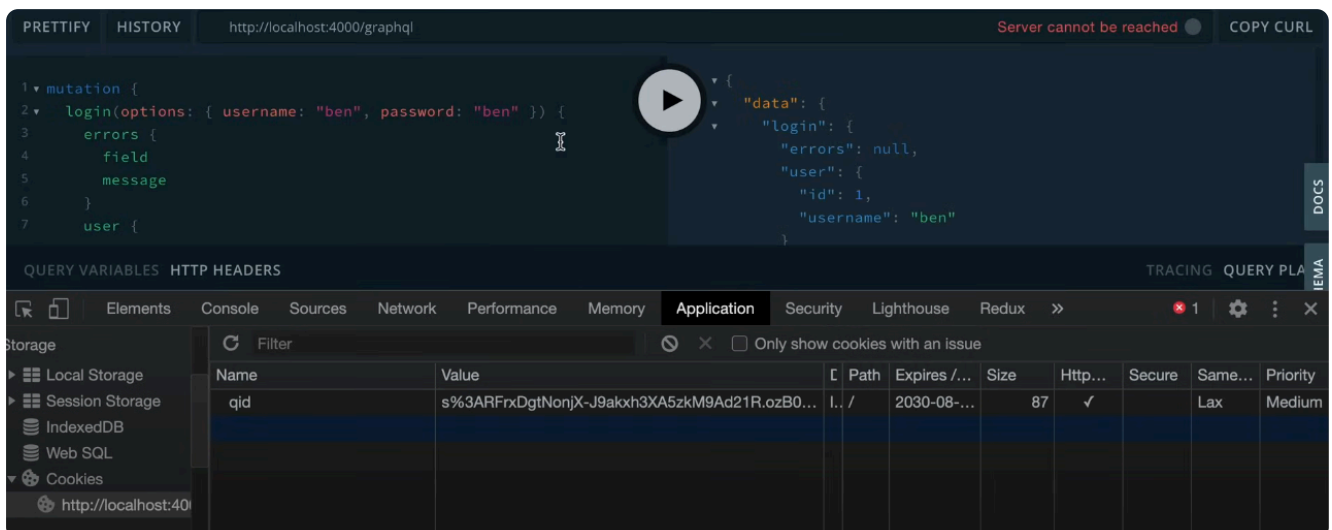 PRETTIFY HISTORY http://localhost:4000/graphql Server cannot be reached COPY CURL
1 mutation {
2 login(options: { username: "ben", password: "ben" }) {
3 errors {
4 field
5 message
6 }
7 user {
{
"data": {
"login": {
"errors": null,
"user": {
"id": 1,
"username": "ben"
}
DOCS
EMA
QUERY VARIABLES HTTP HEADERS TRACING QUERY PLA
Elements Console Sources Network Performance Memory Application Security Lighthouse Redux » 1
Storage
Local Storage
Session Storage
IndexedDB
Web SQL
Cookies
http://localhost:40
Filter Only show cookies with an issue
Name Value Path Expires /... Size Http... Secure Same... Priority
qid s%3ARFrxDgtNonjX-J9akxh3XA5zkM9Ad21R.ozB0... l.. / 2030-08-... 87 ✓ Lax Medium